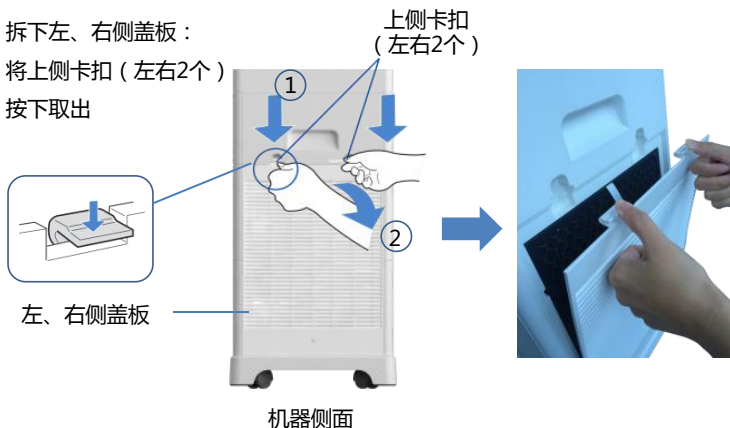 拆下左、右侧盖板：
将上侧卡扣（左右2个）
按下取出
上侧卡扣
（左右2个）
1
2
左、右侧盖板
机器侧面